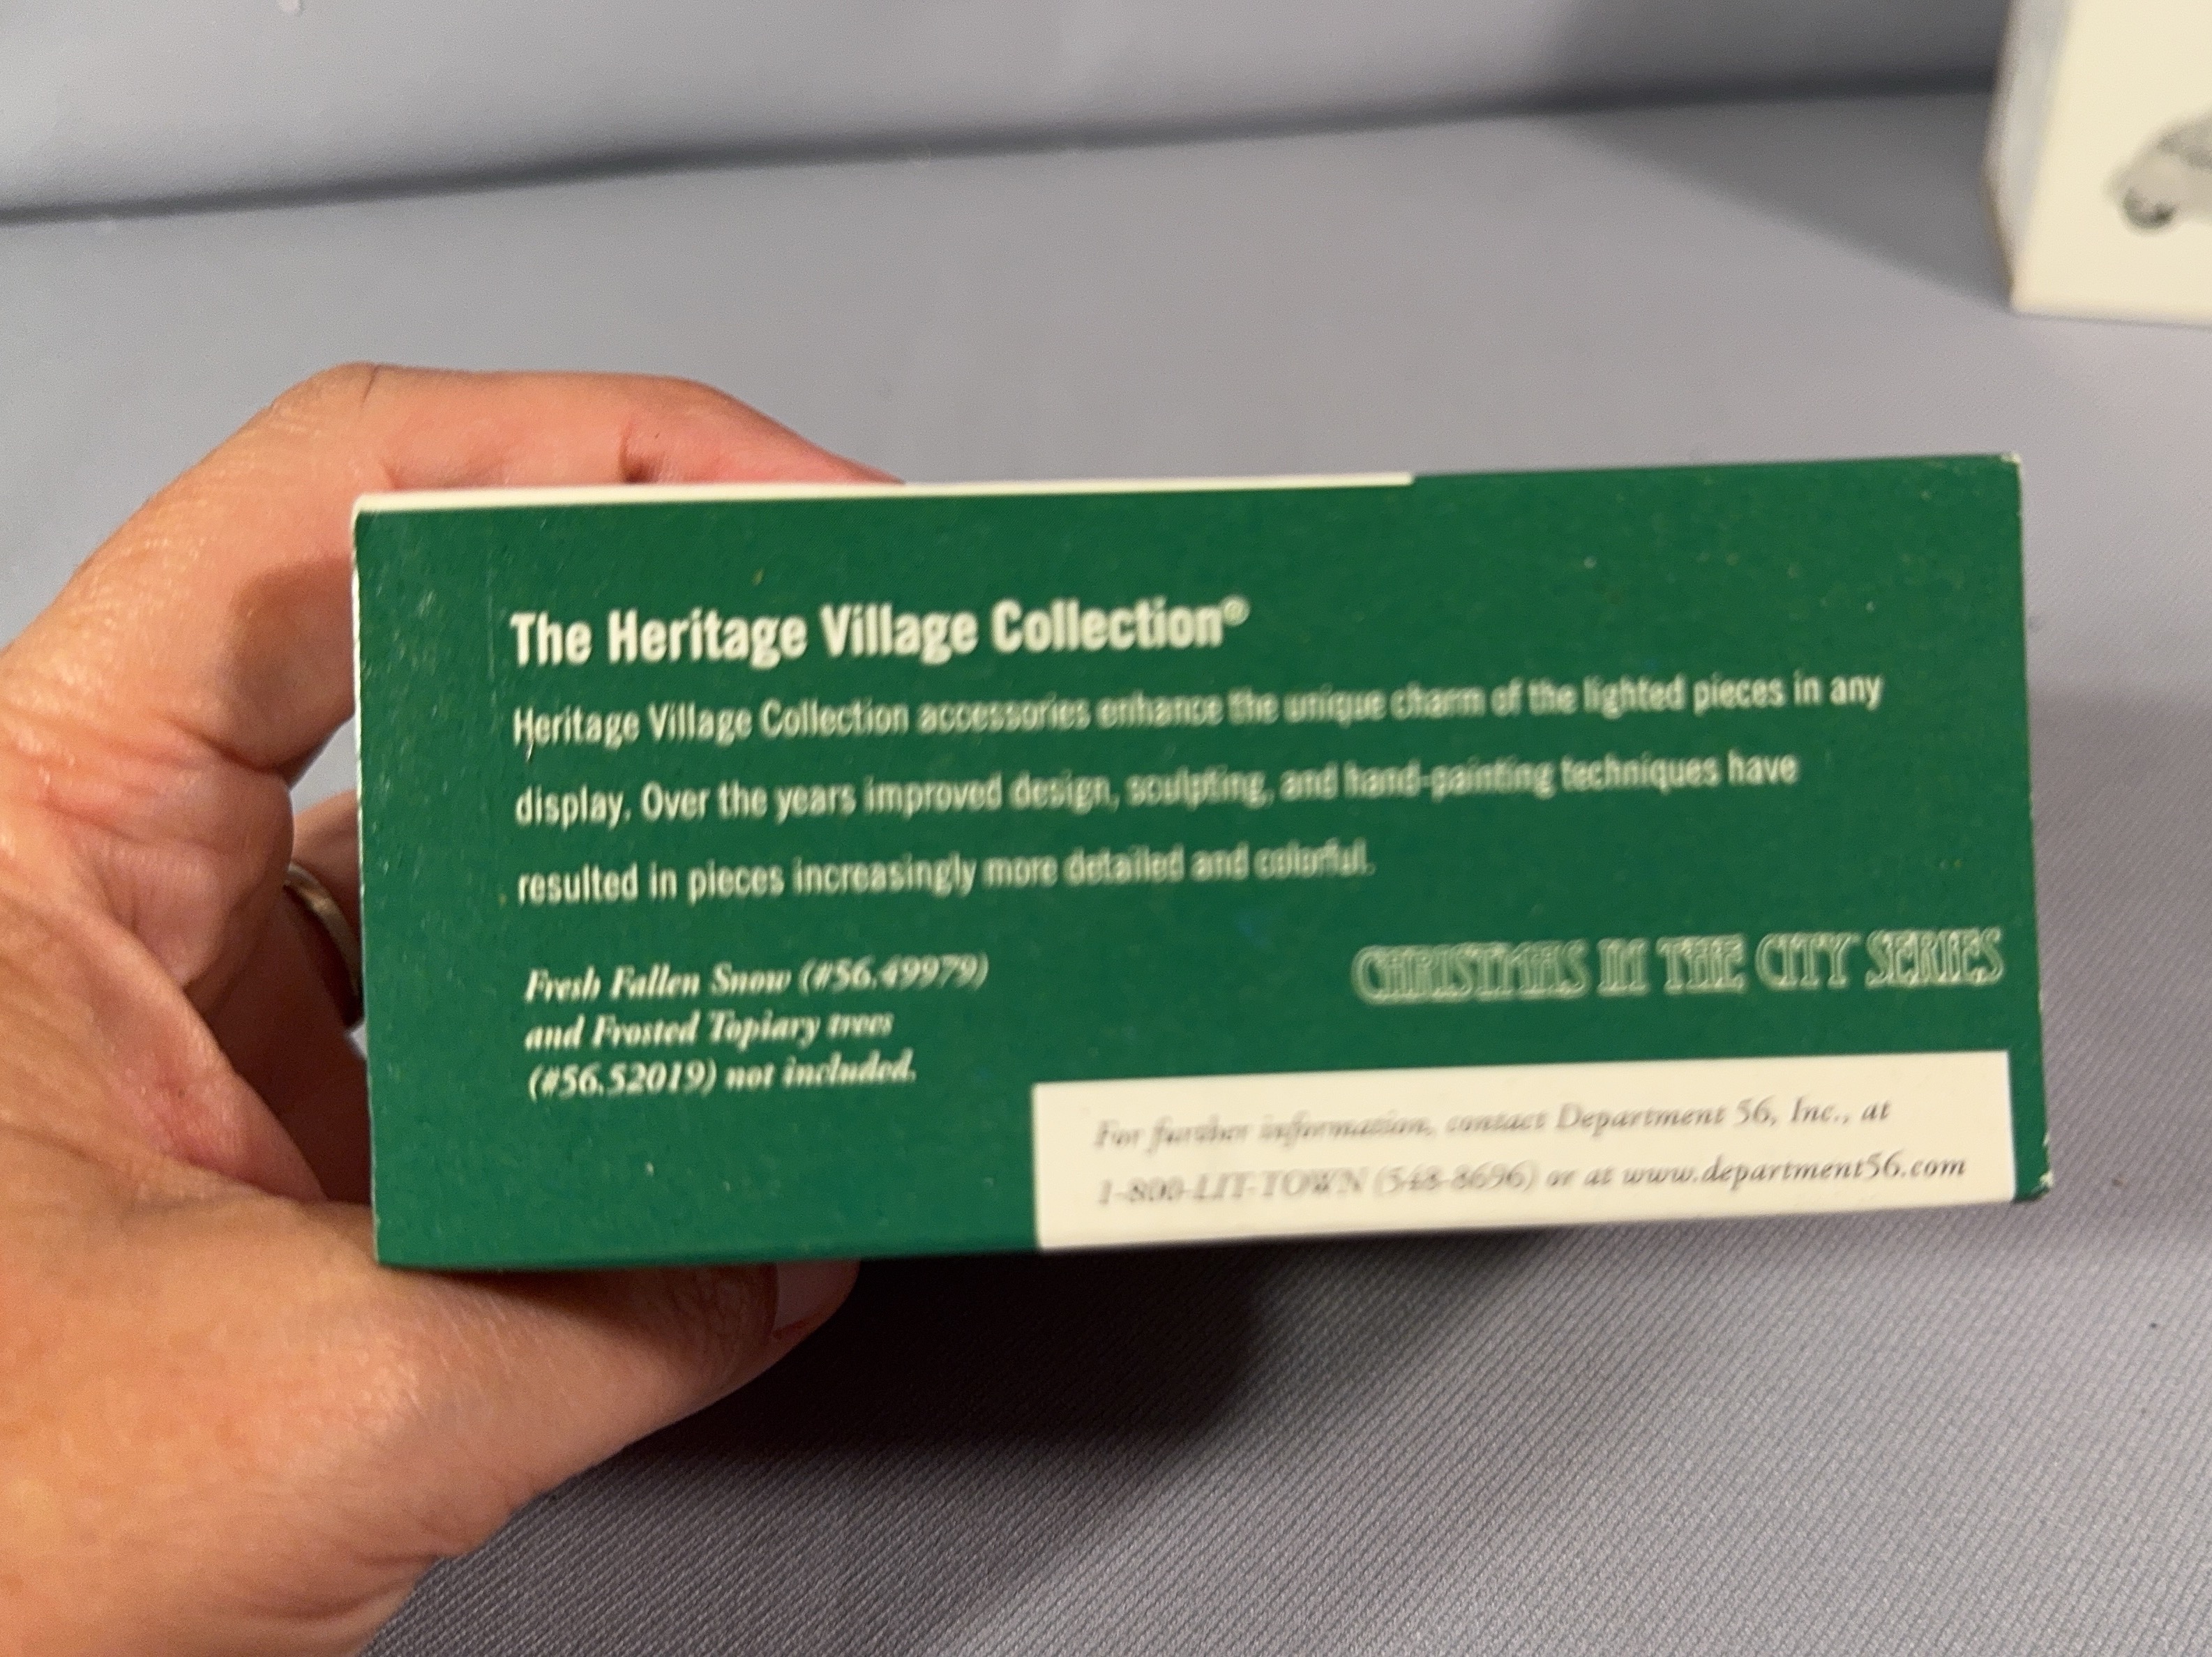 The Heritage Village Collection®
Heritage Village Collection accessories enhance the unique charm of the lighted pieces in any
display. Over the years improved design, sculpting, and hand-painting techniques have
resulted in pieces increasingly more detailed and colorful.
Fresh Fallen Snow (#56.49979)
and Frosted Topiary trees
(#56.52019) not included.
CHRISTMAS IN THE CITY SERIES
For further information, contact Department 56, Inc., at
1-800-LIT-TOWN (548-8696) or at www.department56.com